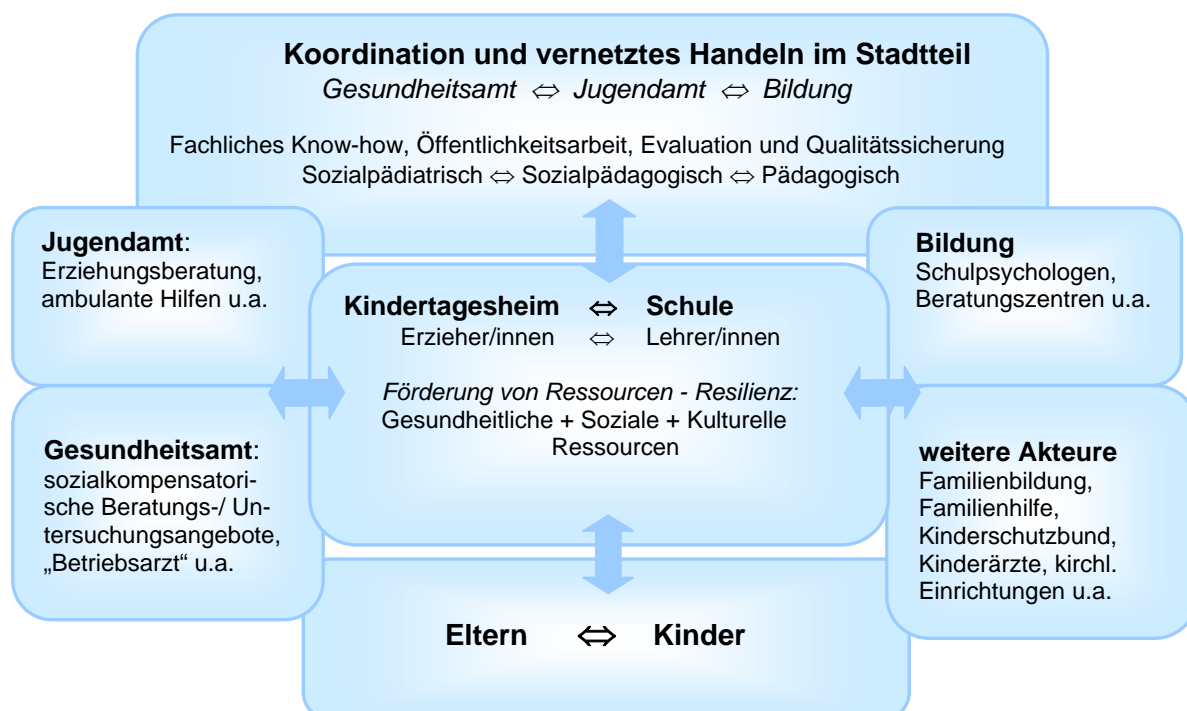 Koordination und vernetztes Handeln im Stadtteil
Gesundheitsamt ⇔ Jugendamt ⇔ Bildung
Fachliches Know-how, Öffentlichkeitsarbeit, Evaluation und Qualitätssicherung
Sozialpädiatrisch ⇔ Sozialpädagogisch ⇔ Pädagogisch
Jugendamt:
Erziehungsberatung,
ambulante Hilfen u.a.
Bildung
Schulpsychologen,
Beratungszentren u.a.
Kindertagesheim ⇔ Schule
Erzieher/innen ⇔ Lehrer/innen
Förderung von Ressourcen - Resilienz:
Gesundheitliche + Soziale + Kulturelle
Ressourcen
Gesundheitsamt:
sozialkompensatori-
sche Beratungs-/ Un-
tersuchungsangebote,
„Betriebsarzt“ u.a.
weitere Akteure
Familienbildung,
Familienhilfe,
Kinderschutzbund,
Kinderärzte, kirchl.
Einrichtungen u.a.
Eltern ⇔ Kinder